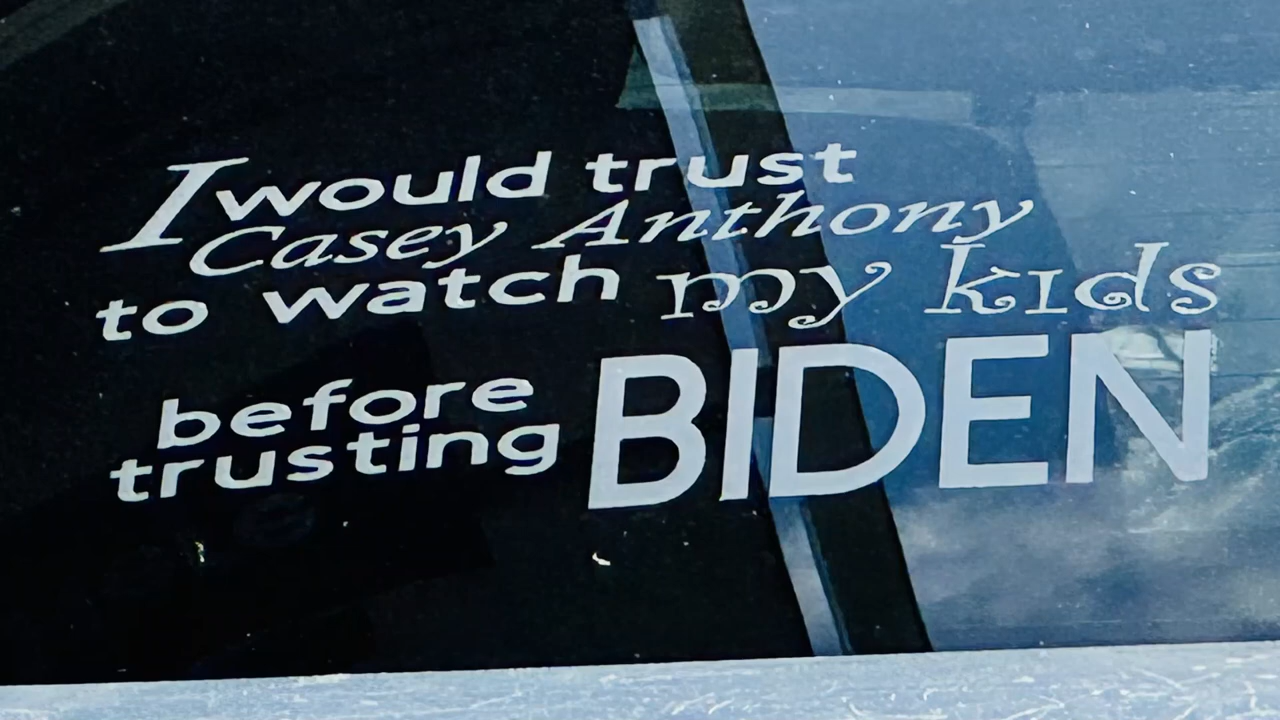 I would trust
Casey Anthony
to watch my kids
before
trusting BIDEN